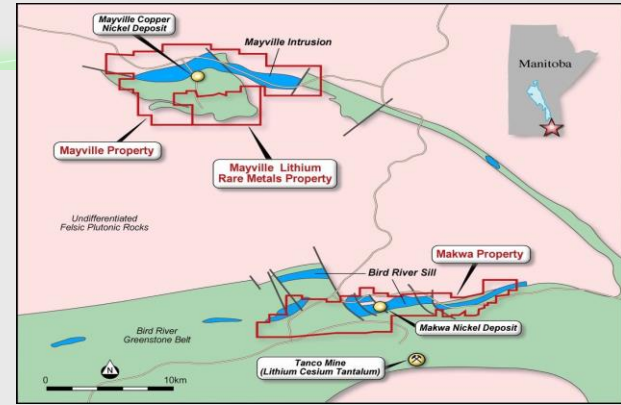 Mayville Copper
Nickel Deposit
Mayville Intrusion
Manitoba
Mayville Property
Mayville Lithium
Rare Metals Property
Undifferentiated
Felsic Plutonic Rocks
Makwa Property
Bird River Sill
Makwa Nickel Deposit
Bird River
Greenstone Belt
Tanco Mine
(Lithium Cesium Tantalum)
N
0
10km